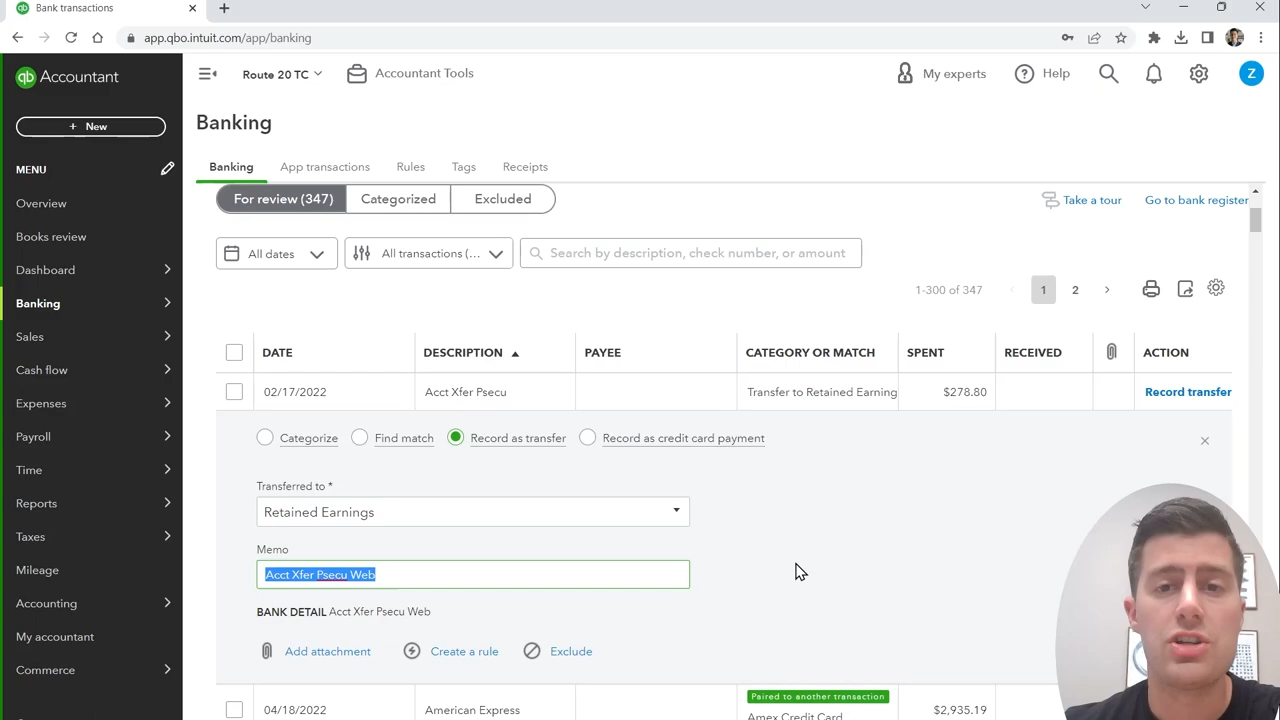 Bank transactions
app.qbo.intuit.com/app/banking
qb Accountant
Route 20 TC
Accountant Tools
My experts
Help
Z
+ New
Banking
MENU
Banking
App transactions
Rules
Tags
Receipts
Overview
For review (347)
Categorized
Excluded
Take a tour
Go to bank register
Books review
Dashboard
All dates
All transactions (...
Search by description, check number, or amount
Banking
1-300 of 347
1
2
Sales
DATE
DESCRIPTION
PAYEE
CATEGORY OR MATCH
SPENT
RECEIVED
ACTION
Cash flow
02/17/2022
Acct Xfer Psecu
Transfer to Retained Earning
$278.80
Record transfer
Expenses
Payroll
Categorize
Find match
Record as transfer
Record as credit card payment
Time
Transferred to *
Reports
Retained Earnings
Taxes
Memo
Mileage
Acct Xfer Psecu Web
Accounting
BANK DETAIL Acct Xfer Psecu Web
My accountant
Add attachment
Create a rule
Exclude
Commerce
Paired to another transaction
04/18/2022
American Express
Amex Credit Card
$2,935.19